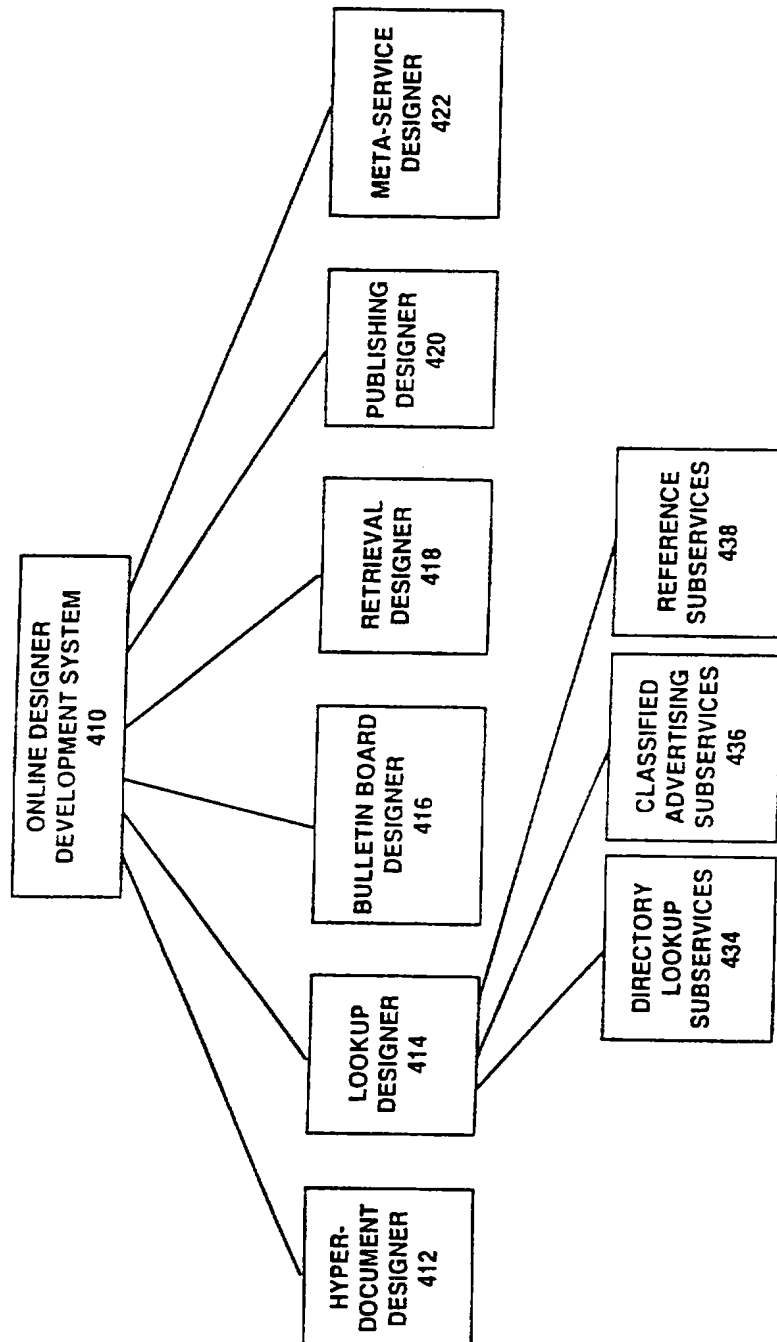 ONLINE DESIGNER
DEVELOPMENT SYSTEM
410
HYPER-
DOCUMENT
DESIGNER
412
LOOKUP
DESIGNER
414
BULLETIN BOARD
DESIGNER
416
RETRIEVAL
DESIGNER
418
PUBLISHING
DESIGNER
420
META-SERVICE
DESIGNER
422
DIRECTORY
LOOKUP
SUBSERVICES
434
CLASSIFIED
ADVERTISING
SUBSERVICES
436
REFERENCE
SUBSERVICES
438